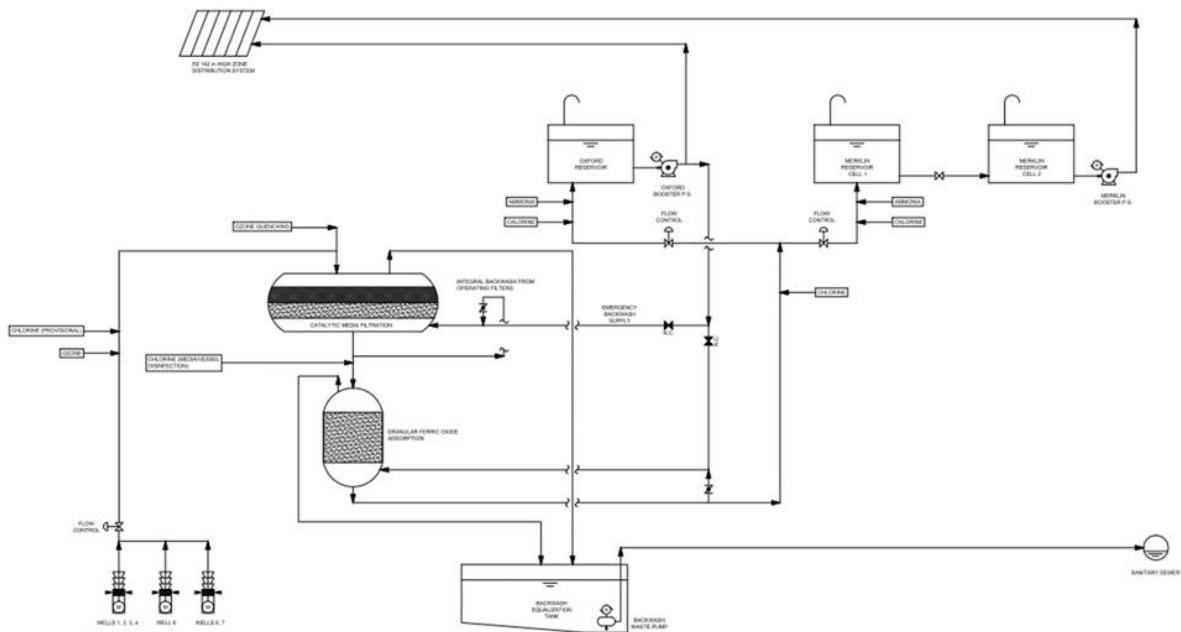 PZ 142 m HIGH ZONE
DISTRIBUTION SYSTEM
OXFORD
RESERVOIR
OXFORD
BOOSTER P.S.
MERKLIN
RESERVOIR
CELL 1
MERKLIN
RESERVOIR
CELL 2
MERKLIN
BOOSTER P.S.
AMMONIA
CHLORINE
FLOW
CONTROL
FLOW
CONTROL
AMMONIA
CHLORINE
OZONE QUENCHING
INTEGRAL BACKWASH FROM
OPERATING FILTERS
CHLORINE
EMERGENCY
BACKWASH
SUPPLY
N.C.
N.C.
CATALYTIC MEDIA FILTRATION
CHLORINE (PROVISIONAL)
OZONE
CHLORINE (MEDIA/VESSEL
DISINFECTION)
GRANULAR FERRIC OXIDE
ADSORPTION
FLOW
CONTROL
M
M
M
WELLS 1, 2, 3, 4
WELL 8
WELLS 6, 7
BACKWASH
EQUALIZATION
TANK
BACKWASH
WASTE PUMP
SANITARY SEWER